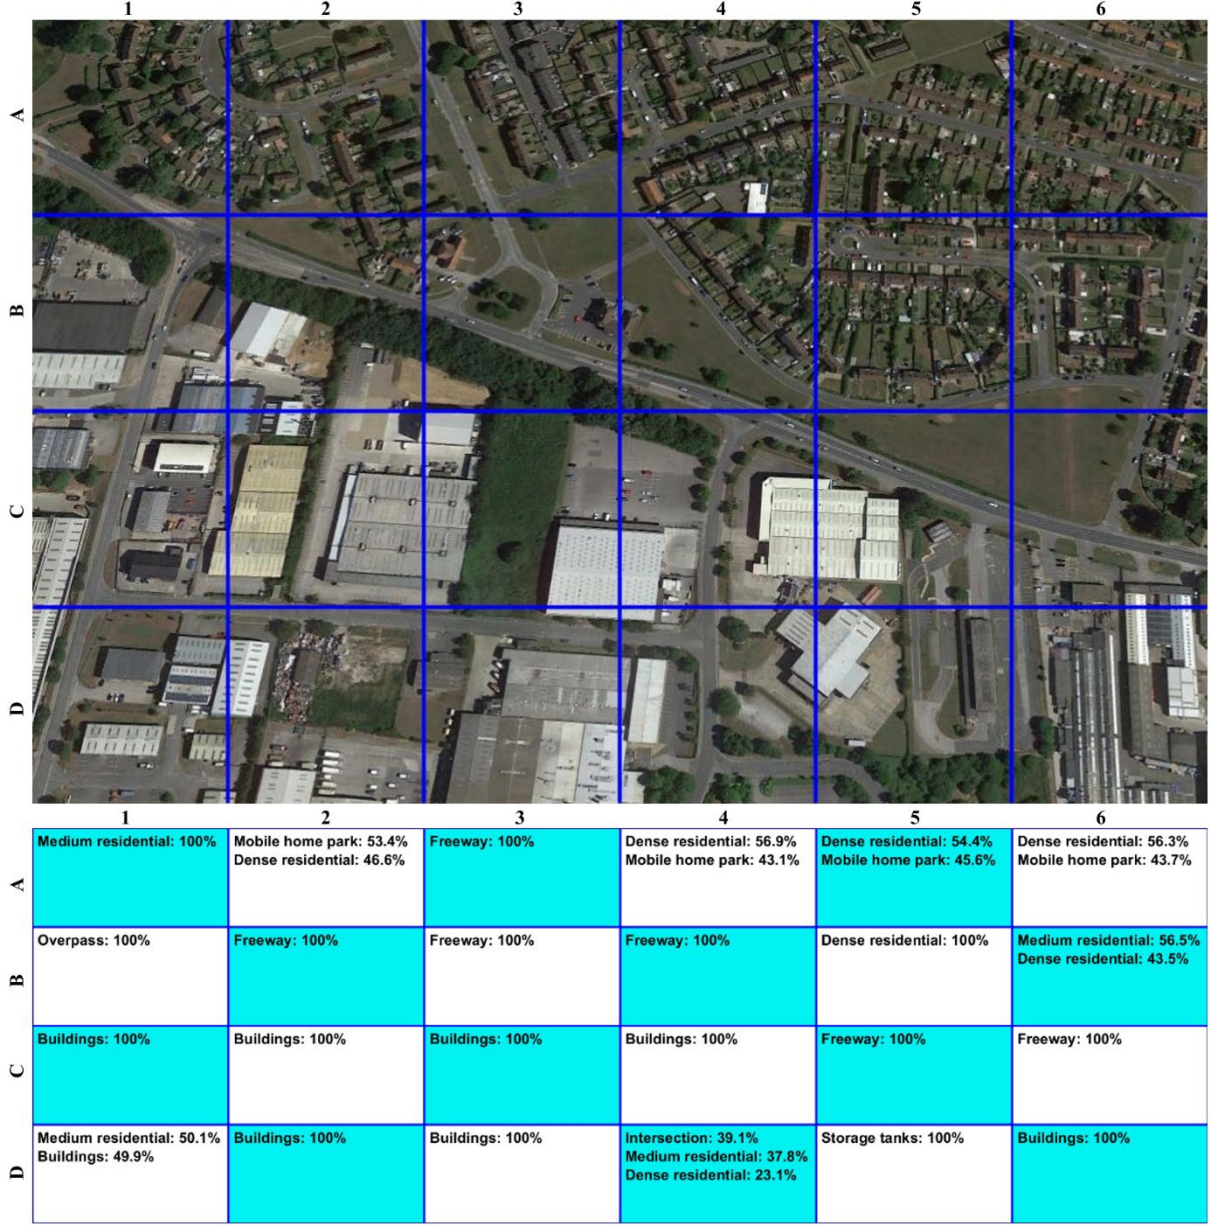 1 2 3 4 5 6
A
B
C
D
1 2 3 4 5 6
A
Medium residential: 100%
Mobile home park: 53.4%
Dense residential: 46.6%
Freeway: 100%
Dense residential: 56.9%
Mobile home park: 43.1%
Dense residential: 54.4%
Mobile home park: 45.6%
Dense residential: 56.3%
Mobile home park: 43.7%
B
Overpass: 100%
Freeway: 100%
Freeway: 100%
Freeway: 100%
Dense residential: 100%
Medium residential: 56.5%
Dense residential: 43.5%
C
Buildings: 100%
Buildings: 100%
Buildings: 100%
Buildings: 100%
Freeway: 100%
Freeway: 100%
D
Medium residential: 50.1%
Buildings: 49.9%
Buildings: 100%
Buildings: 100%
Intersection: 39.1%
Medium residential: 37.8%
Dense residential: 23.1%
Storage tanks: 100%
Buildings: 100%